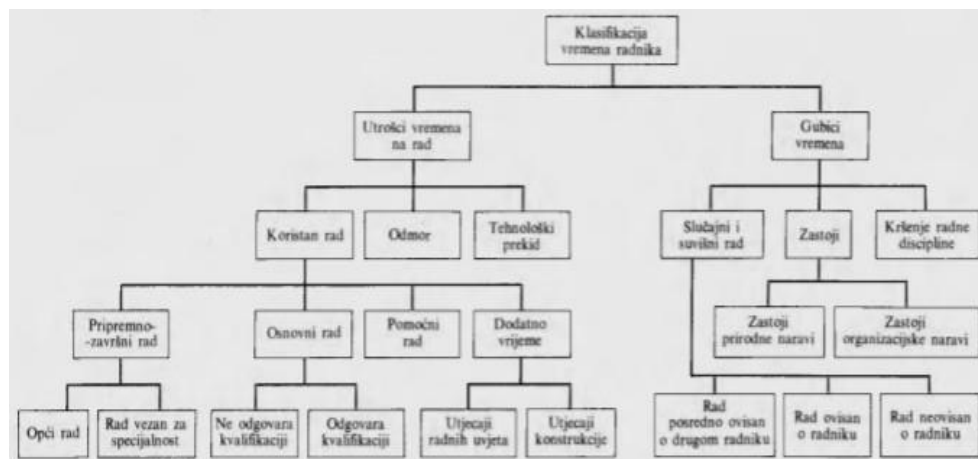 Klasifikacija
vremena radnika
Utrošci vremena
na rad
Gubici
vremena
Koristan rad
Odmor
Tehnološki
prekid
Slučajni i
suvišni rad
Zastoji
Kršenje radne
discipline
Pripremno-
-završni rad
Osnovni rad
Pomoćni
rad
Dodatno
vrijeme
Zastoji
prirodne naravi
Zastoji
organizacijske naravi
Opći rad
Rad vezan za
specijalnost
Ne odgovara
kvalifikaciji
Odgovara
kvalifikaciji
Utjecaji
radnih uvjeta
Utjecaji
konstrukcije
Rad
posredno ovisan
o drugom radniku
Rad ovisan
o radniku
Rad neovisan
o radniku